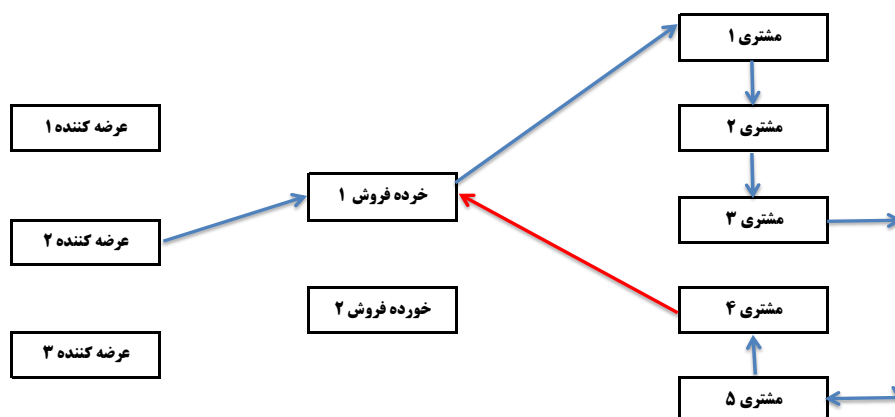 مشتری ۱
عرضه کننده ۱
مشتری ۲
خرده فروش ۱
مشتری ۳
عرضه کننده ۲
خورده فروش ۲
مشتری ۴
عرضه کننده ۳
مشتری ۵